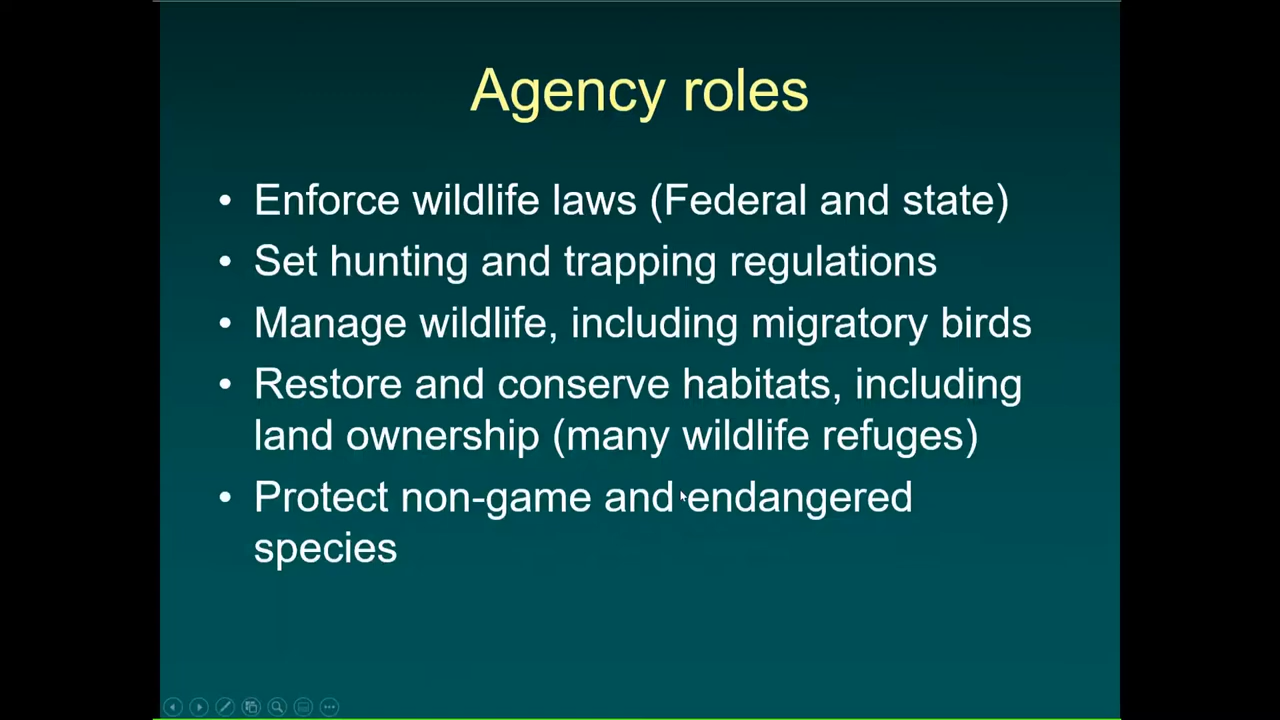 Agency roles
• Enforce wildlife laws (Federal and state)
• Set hunting and trapping regulations
• Manage wildlife, including migratory birds
• Restore and conserve habitats, including
land ownership (many wildlife refuges)
• Protect non-game and endangered
species